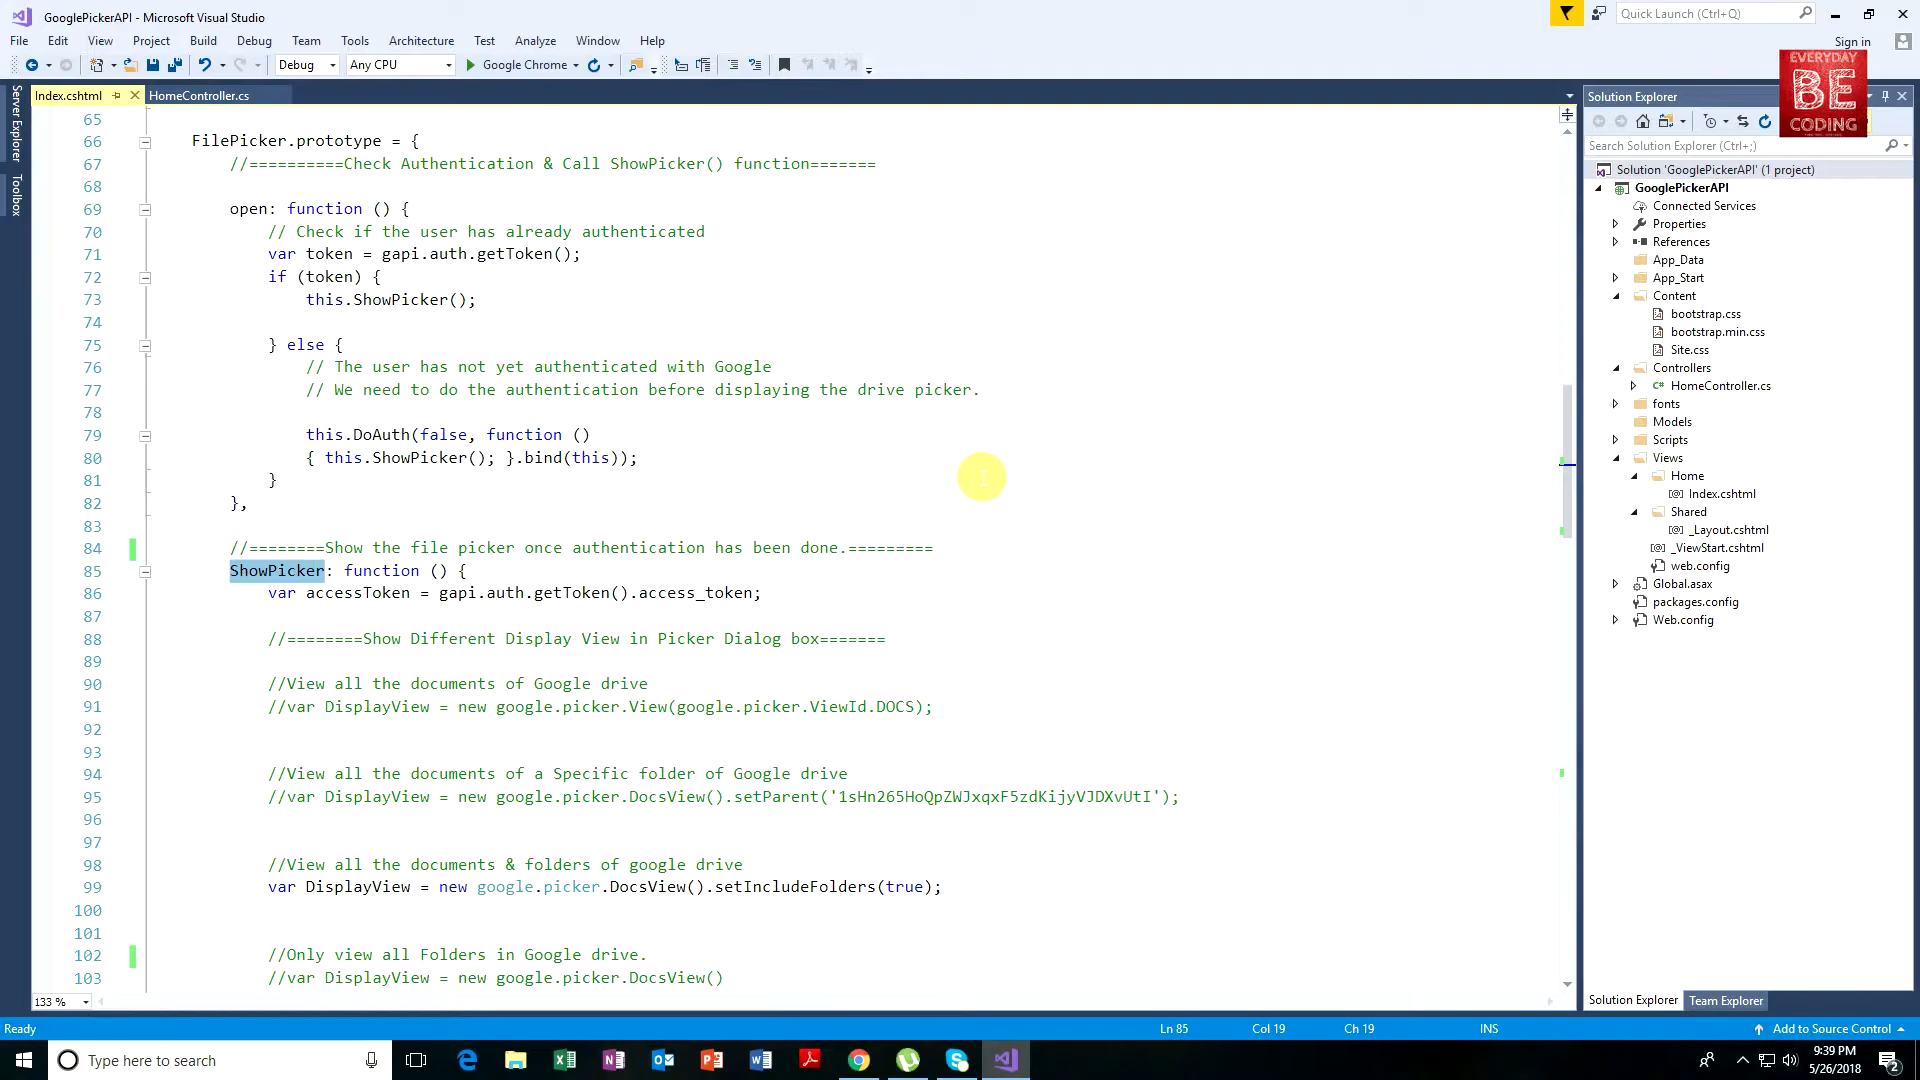 GooglePickerAPI - Microsoft Visual Studio
Quick Launch (Ctrl+Q)
File Edit View Project Build Debug Team Tools Architecture Test Analyze Window Help
Sign in
Debug Any CPU Google Chrome
EVERYDAY
BE
CODING
Server Explorer
Toolbox
Index.cshtml HomeController.cs
65
66 FilePicker.prototype = {
67 //==========Check Authentication & Call ShowPicker() function=======
68
69 open: function () {
70 // Check if the user has already authenticated
71 var token = gapi.auth.getToken();
72 if (token) {
73 this.ShowPicker();
74
75 } else {
76 // The user has not yet authenticated with Google
77 // We need to do the authentication before displaying the drive picker.
78
79 this.DoAuth(false, function ()
80 { this.ShowPicker(); }.bind(this));
81 }
82 },
83
84 //========Show the file picker once authentication has been done.=========
85 ShowPicker: function () {
86 var accessToken = gapi.auth.getToken().access_token;
87
88 //========Show Different Display View in Picker Dialog box=======
89
90 //View all the documents of Google drive
91 //var DisplayView = new google.picker.View(google.picker.ViewId.DOCS);
92
93
94 //View all the documents of a Specific folder of Google drive
95 //var DisplayView = new google.picker.DocsView().setParent('1sHn265HoQpZWJxqxF5zdKijyVJDXvUtI');
96
97
98 //View all the documents & folders of google drive
99 var DisplayView = new google.picker.DocsView().setIncludeFolders(true);
100
101
102 //Only view all Folders in Google drive.
103 //var DisplayView = new google.picker.DocsView()
133 %
Solution Explorer
Search Solution Explorer (Ctrl+;)
Solution 'GooglePickerAPI' (1 project)
GooglePickerAPI
Connected Services
Properties
References
App_Data
App_Start
Content
bootstrap.css
bootstrap.min.css
Site.css
Controllers
C# HomeController.cs
fonts
Models
Scripts
Views
Home
Index.cshtml
Shared
_Layout.cshtml
_ViewStart.cshtml
web.config
Global.asax
packages.config
Web.config
Solution Explorer Team Explorer
Ready Ln 85 Col 19 Ch 19 INS Add to Source Control
Type here to search
9:39 PM
5/26/2018
2